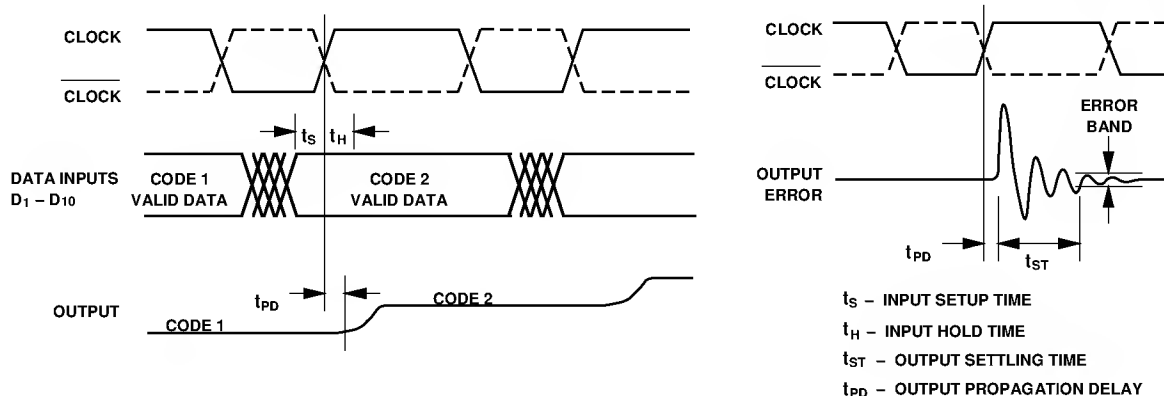 CLOCK
CLOCK
tS tH
DATA INPUTS
D1 – D10
CODE 1
VALID DATA
CODE 2
VALID DATA
tPD
OUTPUT
CODE 1
CODE 2
CLOCK
CLOCK
ERROR
BAND
OUTPUT
ERROR
tPD
tST
tS – INPUT SETUP TIME
tH – INPUT HOLD TIME
tST – OUTPUT SETTLING TIME
tPD – OUTPUT PROPAGATION DELAY